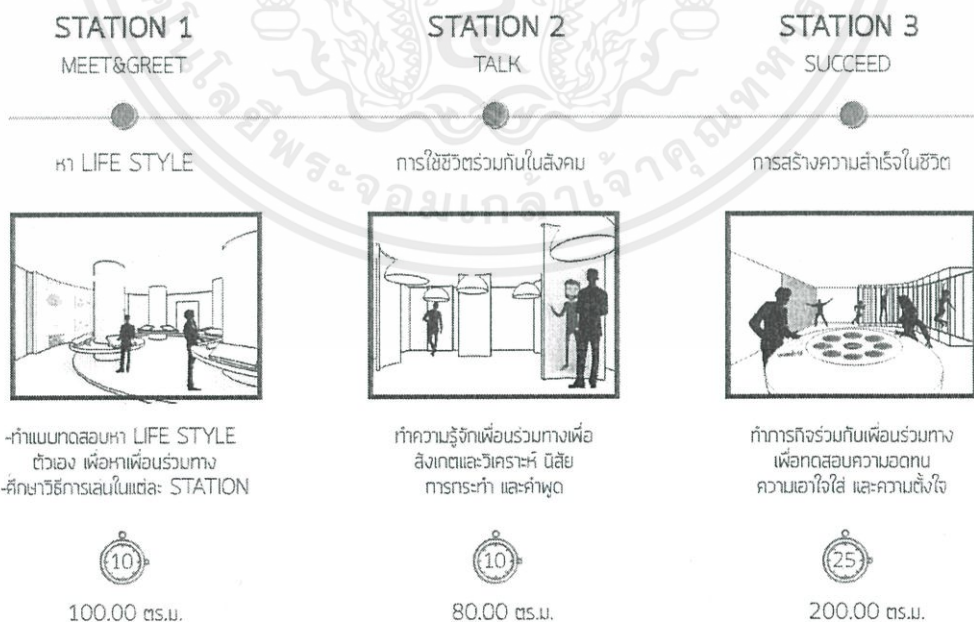 STATION 1
MEET&GREET
หา LIFE STYLE
-ทำแบบทดสอบหา LIFE STYLE
ตัวเอง เพื่อหาเพื่อนร่วมทาง
-ศึกษาวิธีการเล่นในแต่ละ STATION
10
100.00 ตร.ม.
STATION 2
TALK
การใช้ชีวิตร่วมกันในสังคม
ทำความรู้จักเพื่อนร่วมทางเพื่อ
สังเกตและวิเคราะห์ นิสัย
การกระทำ และคำพูด
10
80.00 ตร.ม.
STATION 3
SUCCEED
การสร้างความสำเร็จในชีวิต
ทำภารกิจร่วมกับเพื่อนร่วมทาง
เพื่อทดสอบความอดทน
ความเอาใจใส่ และความตั้งใจ
25
200.00 ตร.ม.